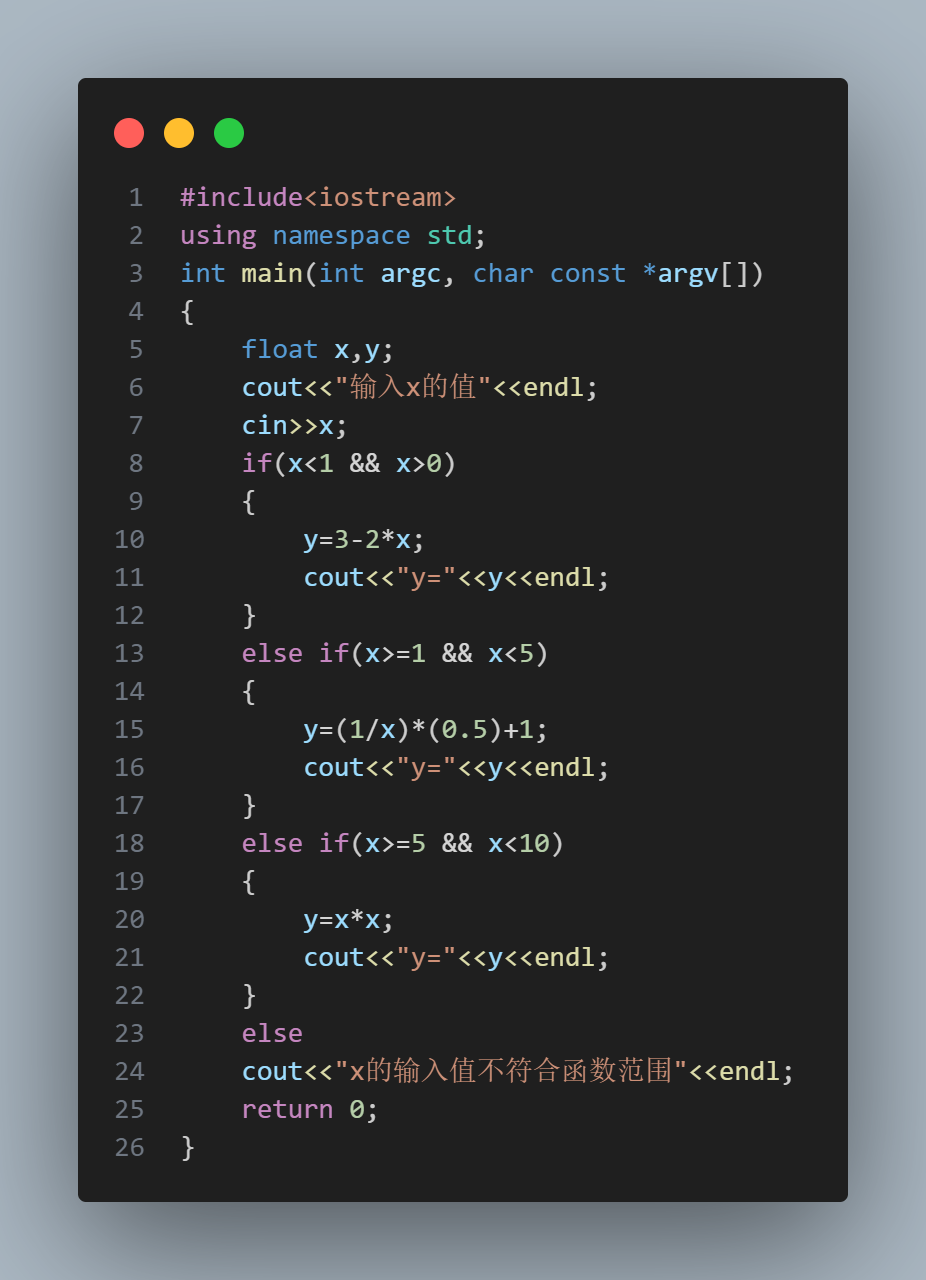 1 #include<iostream>
2 using namespace std;
3 int main(int argc, char const *argv[])
4 {
5     float x,y;
6     cout<<"输入x的值"<<endl;
7     cin>>x;
8     if(x<1 && x>0)
9     {
10         y=3-2*x;
11         cout<<"y="<<y<<endl;
12     }
13     else if(x>=1 && x<5)
14     {
15         y=(1/x)*(0.5)+1;
16         cout<<"y="<<y<<endl;
17     }
18     else if(x>=5 && x<10)
19     {
20         y=x*x;
21         cout<<"y="<<y<<endl;
22     }
23     else
24     cout<<"x的输入值不符合函数范围"<<endl;
25     return 0;
26 }